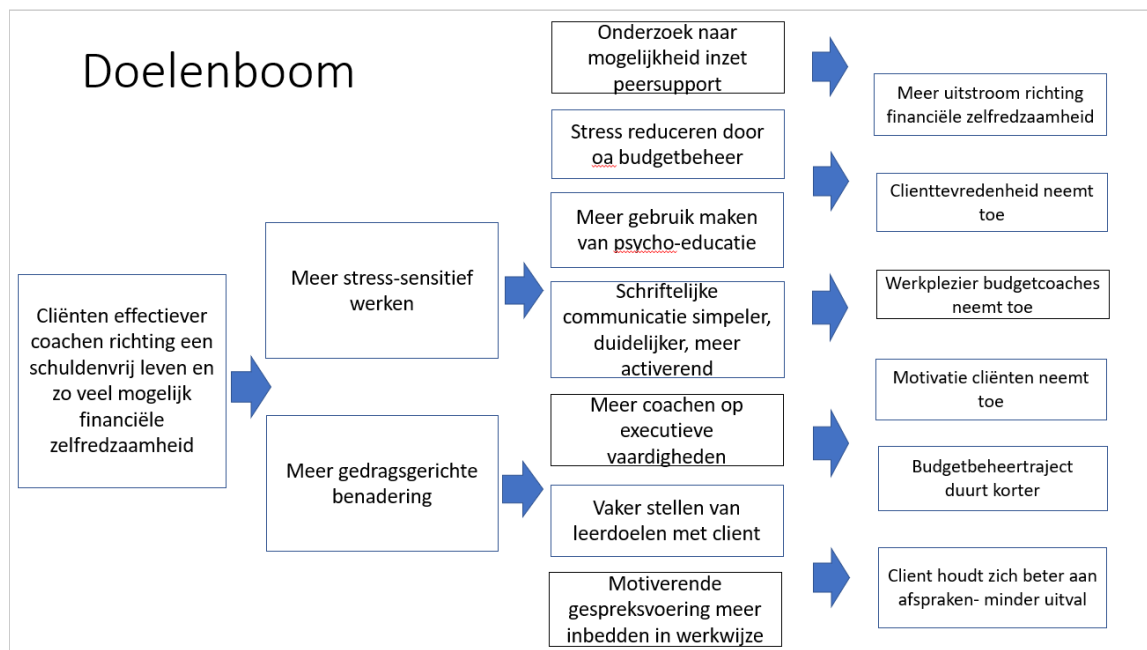 Doelenboom
Cliënten effectiever
coachen richting een
schuldenvrij leven en
zo veel mogelijk
financiële
zelfredzaamheid
Meer stress-sensitief
werken
Meer gedragsgerichte
benadering
Onderzoek naar
mogelijkheid inzet
peersupport
Stress reduceren door
oa budgetbeheer
Meer gebruik maken
van psycho-educatie
Schriftelijke
communicatie simpeler,
duidelijker, meer
activerend
Meer coachen op
executieve
vaardigheden
Vaker stellen van
leerdoelen met client
Motiverende
gespreksvoering meer
inbedden in werkwijze
Meer uitstroom richting
financiële zelfredzaamheid
Clienttevredenheid neemt
toe
Werkplezier budgetcoaches
neemt toe
Motivatie cliënten neemt
toe
Budgetbeheertraject
duurt korter
Client houdt zich beter aan
afspraken- minder uitval